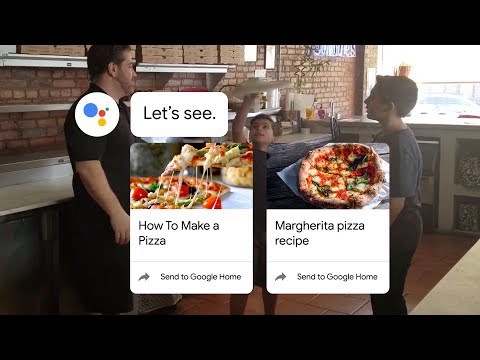 Let's see.
How To Make a
Pizza
Send to Google Home
Margherita pizza
recipe
Send to Google Home